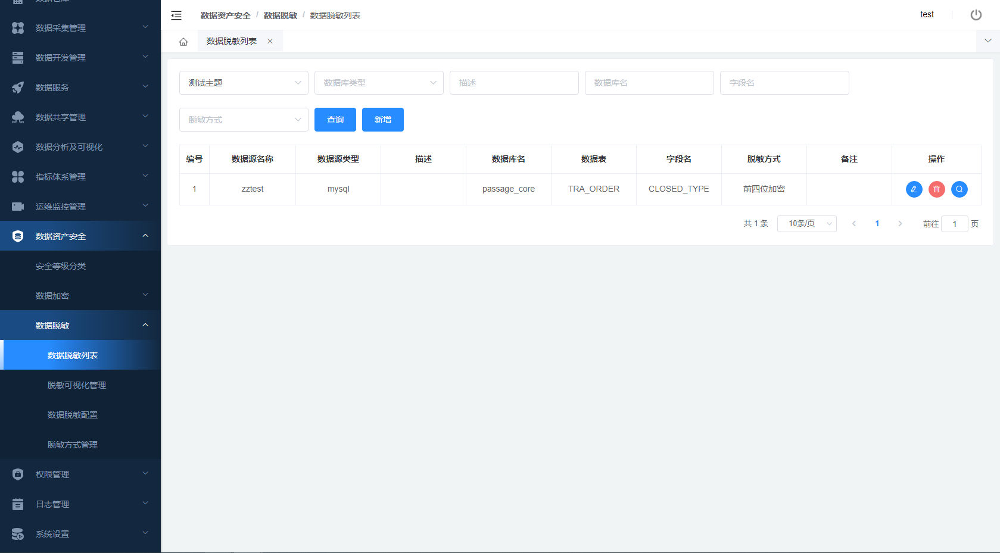 数据采集管理
数据开发管理
数据服务
数据共享管理
数据分析及可视化
指标体系管理
运维监控管理
数据资产安全
安全等级分类
数据加密
数据脱敏
数据脱敏列表
脱敏可视化管理
数据脱敏配置
脱敏方式管理
权限管理
日志管理
系统设置
数据资产安全 / 数据脱敏 / 数据脱敏列表
test
数据脱敏列表
测试主题 数据库类型 描述 数据库名 字段名
脱敏方式 查询 新增
编号 数据源名称 数据源类型 描述 数据库名 数据表 字段名 脱敏方式 备注 操作
1 zztest mysql passage_core TRA_ORDER CLOSED_TYPE 前四位加密
共 1 条 10条/页 1 前往 1 页